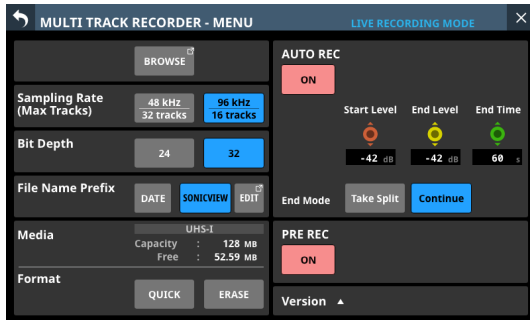 MULTI TRACK RECORDER - MENU
LIVE RECORDING MODE
BROWSE
Sampling Rate
(Max Tracks)
48 kHz
32 tracks
96 kHz
16 tracks
Bit Depth
24
32
File Name Prefix
DATE
SONICVIEW
EDIT
Media
UHS-I
Capacity : 128 MB
Free : 52.59 MB
Format
QUICK
ERASE
AUTO REC
ON
Start Level
End Level
End Time
-42 dB
-42 dB
60 s
End Mode
Take Split
Continue
PRE REC
ON
Version ▲